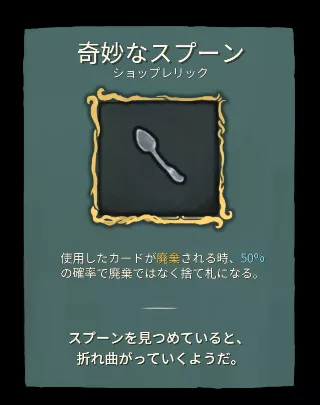 奇妙なスプーン
ショップレリック
使用したカードが廃棄される時、50%
の確率で廃棄ではなく捨て札になる。
スプーンを見つめていると、
折れ曲がっていくようだ。